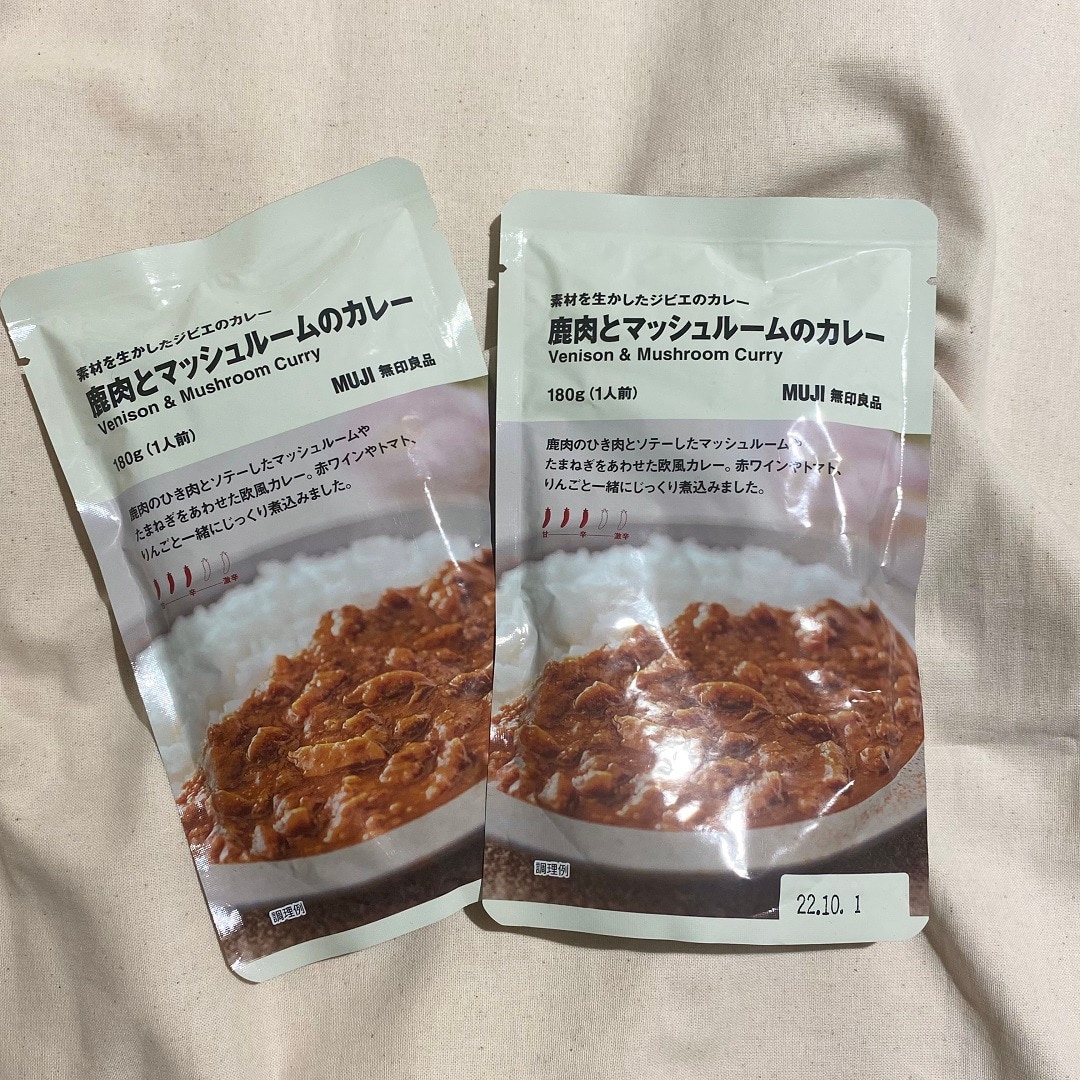 素材を生かしたジビエのカレー
鹿肉とマッシュルームのカレー
Venison & Mushroom Curry
MUJI 無印良品
180g(1人前)
鹿肉のひき肉とソテーしたマッシュルームや
たまねぎをあわせた欧風カレー。赤ワインやトマト、
りんごと一緒にじっくり煮込みました。
甘 辛 激辛
調理例
素材を生かしたジビエのカレー
鹿肉とマッシュルームのカレー
Venison & Mushroom Curry
180g(1人前)
MUJI 無印良品
鹿肉のひき肉とソテーしたマッシュルームや
たまねぎをあわせた欧風カレー。赤ワインやトマト、
りんごと一緒にじっくり煮込みました。
甘 辛 激辛
調理例
22.10. 1